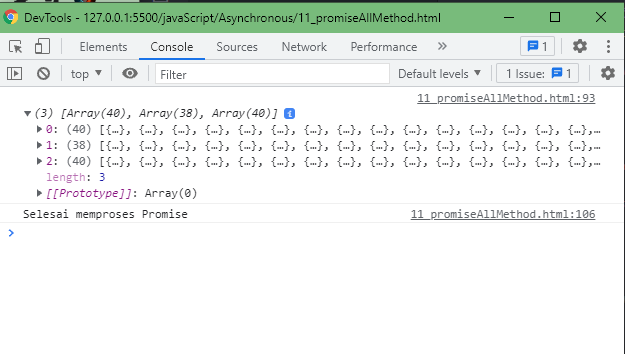 DevTools - 127.0.0.1:5500/javaScript/Asynchronous/11_promiseAllMethod.html
Elements Console Sources Network Performance » 1
top ▼ Filter Default levels ▼ 1 Issue: 1
11_promiseAllMethod.html:93
▼ (3) [Array(40), Array(38), Array(40)] i
▶ 0: (40) [{…}, {…}, {…}, {…}, {…}, {…}, {…}, {…}, {…}, {…}, {…}, {…}, {…}, {…}, {…},…
▶ 1: (38) [{…}, {…}, {…}, {…}, {…}, {…}, {…}, {…}, {…}, {…}, {…}, {…}, {…}, {…}, {…},…
▶ 2: (40) [{…}, {…}, {…}, {…}, {…}, {…}, {…}, {…}, {…}, {…}, {…}, {…}, {…}, {…}, {…},…
length: 3
▶ [[Prototype]]: Array(0)
Selesai memproses Promise 11_promiseAllMethod.html:106
>